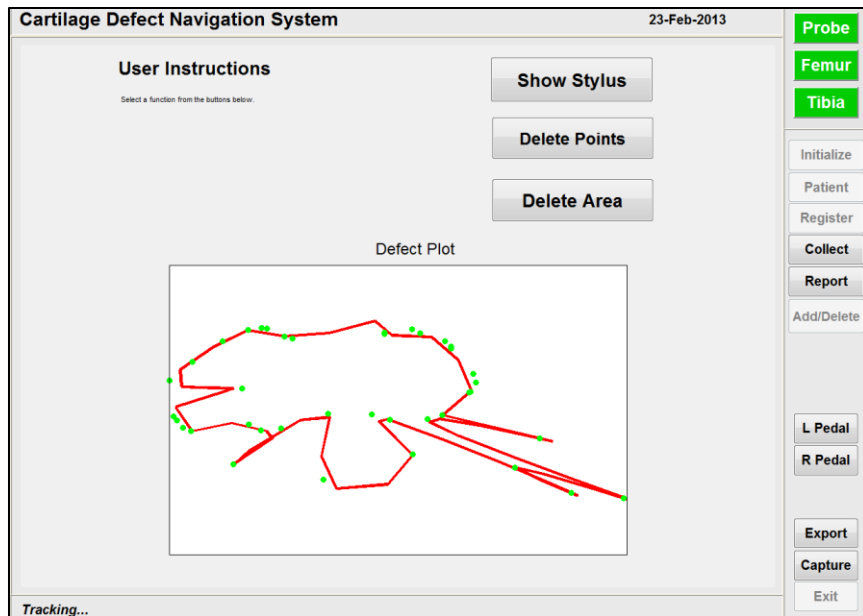 Cartilage Defect Navigation System
23-Feb-2013
User Instructions
Select a function from the buttons below.
Show Stylus
Delete Points
Delete Area
Defect Plot
Tracking...
Probe
Femur
Tibia
Initialize
Patient
Register
Collect
Report
Add/Delete
L Pedal
R Pedal
Export
Capture
Exit